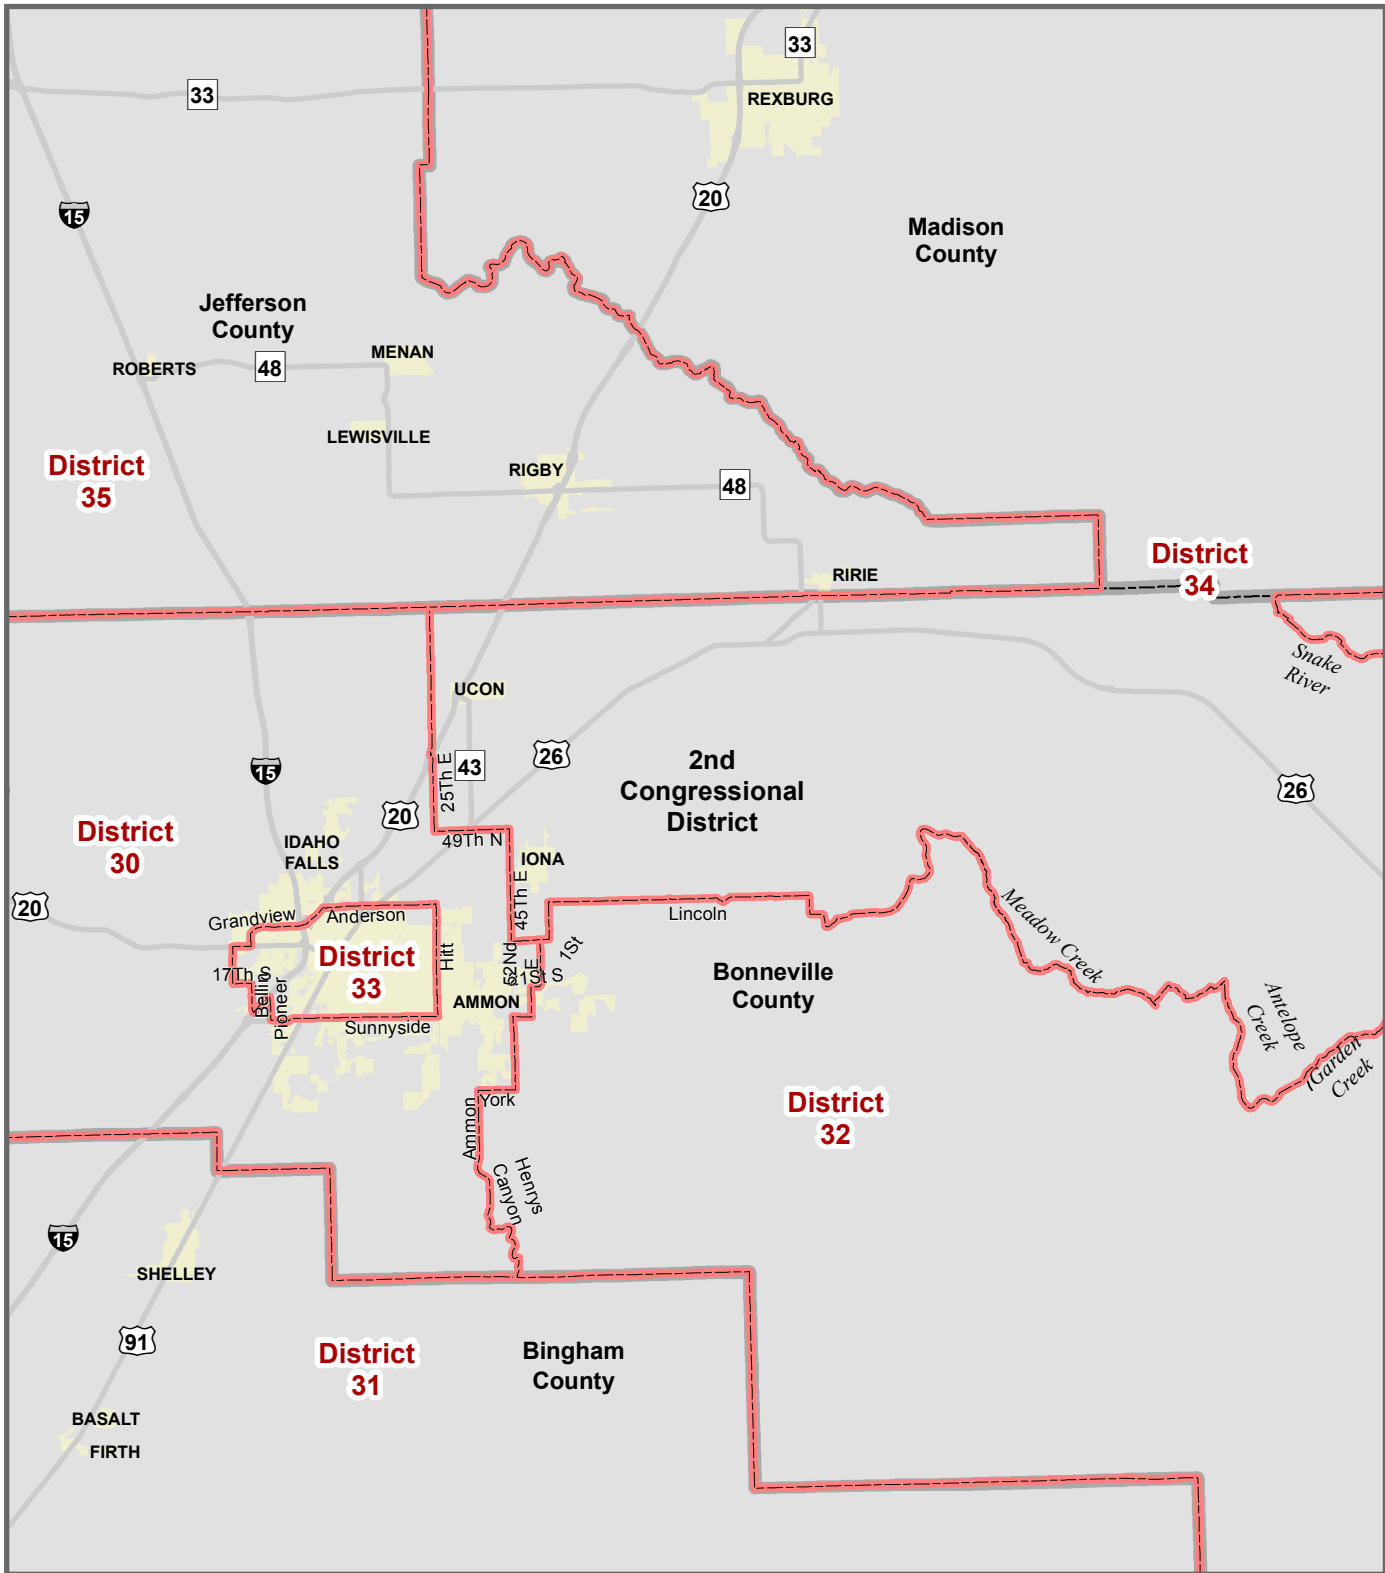 33
33
REXBURG
20
15
Madison
County
Jefferson
County
MENAN
48
ROBERTS
LEWISVILLE
District
35
RIGBY
48
District
34
RIRIE
Snake
River
UCON
26
43
25Th E
15
2nd
Congressional
District
26
20
District
30
IDAHO
FALLS
49Th N
IONA
20
45Th E
Grandview
Anderson
Lincoln
Meadow Creek
Hitt
52Nd
E
1St
District
33
17Th S
21St S
Bellin
Pioneer
AMMON
Bonneville
County
Sunnyside
Antelope
Creek
Garden
Creek
York
Ammon
District
32
Henrys
Canyon
15
SHELLEY
91
District
31
Bingham
County
BASALT
FIRTH